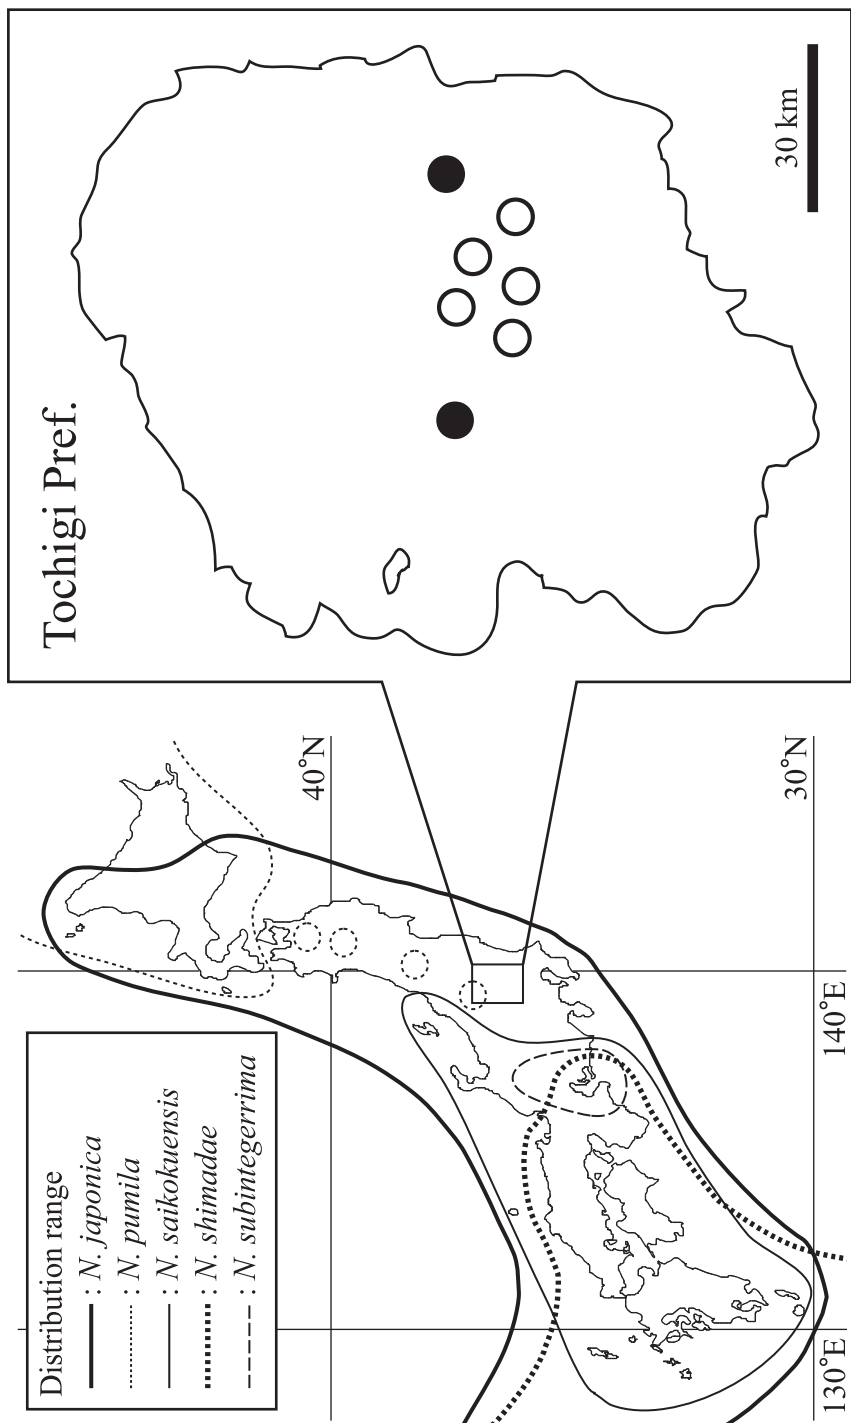 Distribution range
: N. japonica
: N. pumila
: N. saikokuensis
: N. shimadae
: N. subintegerrima
130°E
140°E
40°N
30°N
Tochigi Pref.
30 km